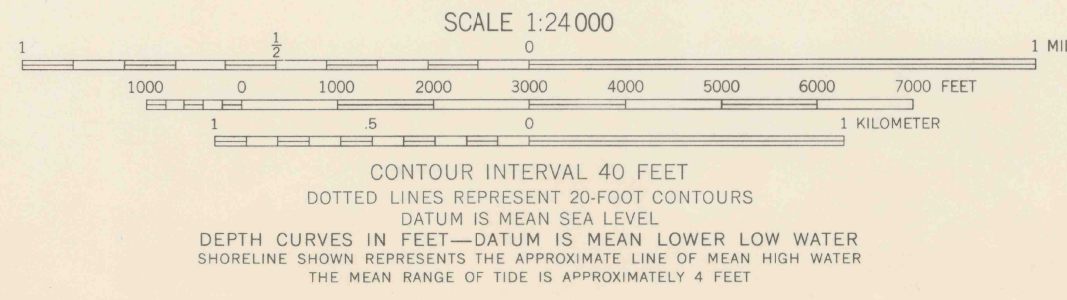 SCALE 1:24 000
1 1/2 0 1
1000 0 1000 2000 3000 4000 5000 6000 7000 FEET
1 .5 0 1 KILOMETER
CONTOUR INTERVAL 40 FEET
DOTTED LINES REPRESENT 20-FOOT CONTOURS
DATUM IS MEAN SEA LEVEL
DEPTH CURVES IN FEET—DATUM IS MEAN LOWER LOW WATER
SHORELINE SHOWN REPRESENTS THE APPROXIMATE LINE OF MEAN HIGH WATER
THE MEAN RANGE OF TIDE IS APPROXIMATELY 4 FEET